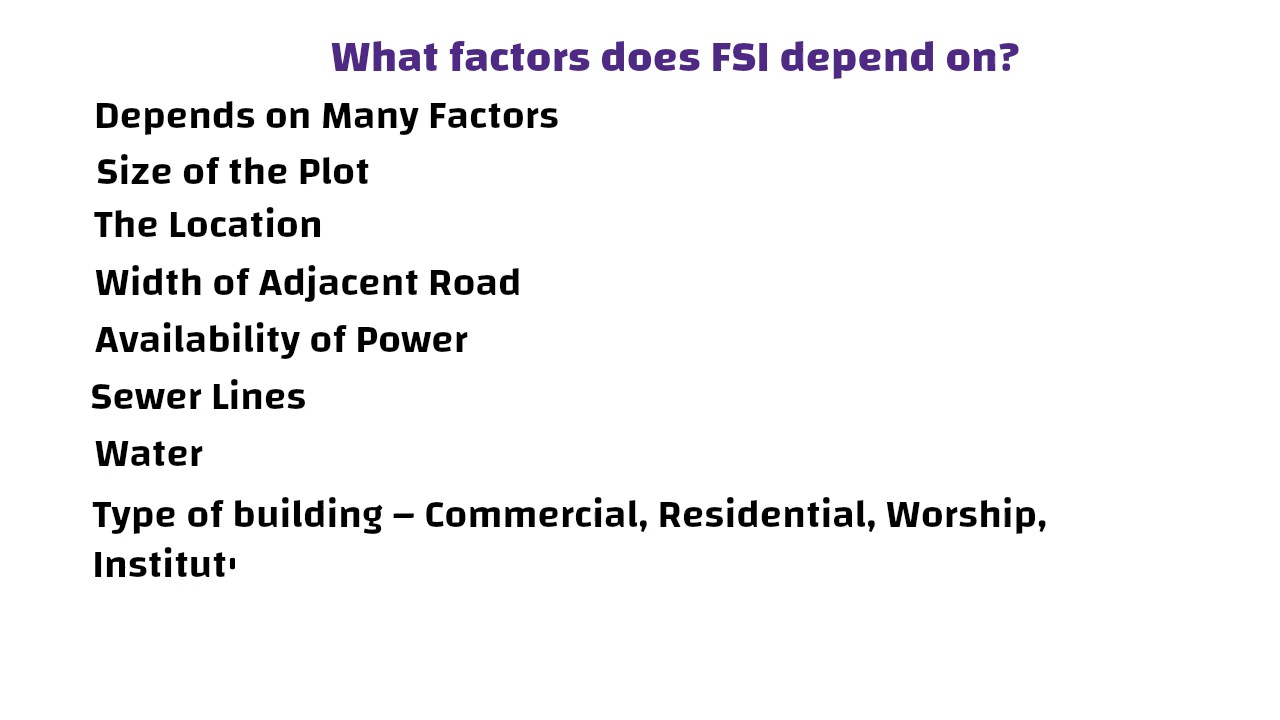 What factors does FSI depend on?
Depends on Many Factors
Size of the Plot
The Location
Width of Adjacent Road
Availability of Power
Sewer Lines
Water
Type of building – Commercial, Residential, Worship,
Institut